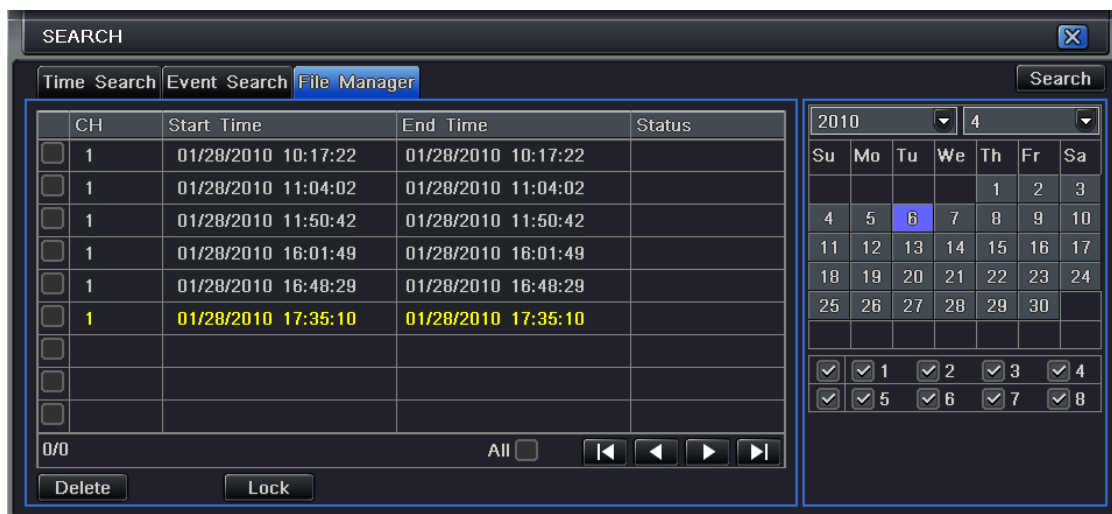 SEARCH
Time Search Event Search File Manager Search
CH Start Time End Time Status
1 01/28/2010 10:17:22 01/28/2010 10:17:22
1 01/28/2010 11:04:02 01/28/2010 11:04:02
1 01/28/2010 11:50:42 01/28/2010 11:50:42
1 01/28/2010 16:01:49 01/28/2010 16:01:49
1 01/28/2010 16:48:29 01/28/2010 16:48:29
1 01/28/2010 17:35:10 01/28/2010 17:35:10
0/0 All
Delete Lock
2010 4
Su Mo Tu We Th Fr Sa
1 2 3
4 5 6 7 8 9 10
11 12 13 14 15 16 17
18 19 20 21 22 23 24
25 26 27 28 29 30
1 2 3 4
5 6 7 8